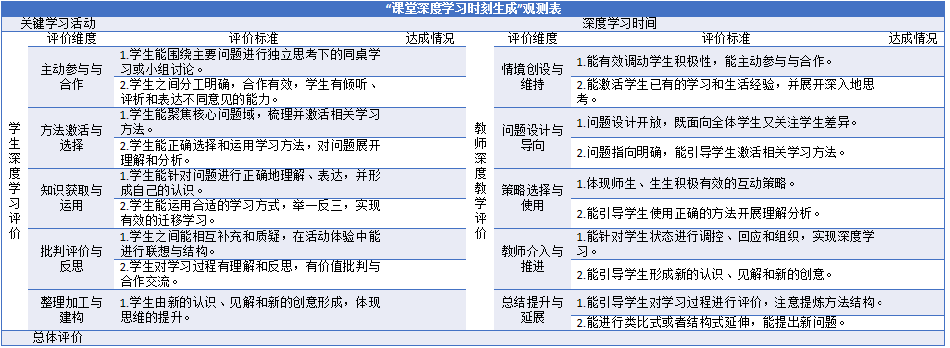 “课堂深度学习时刻生成”观测表
关键学习活动
深度学习时间
学生深度学习评价
评价维度
评价标准
达成情况
主动参与与
合作
1.学生能围绕主要问题进行独立思考下的同桌学
习或小组讨论。
2.学生之间分工明确，合作有效，学生有倾听、
评析和表达不同意见的能力。
方法激活与
选择
1.学生能聚焦核心问题域，梳理并激活相关学习
方法。
2.学生能正确选择和运用学习方法，对问题展开
理解和分析。
知识获取与
运用
1.学生能针对问题进行正确地理解、表达，并形
成自己的认识。
2.学生能运用合适的学习方式，举一反三，实现
有效的迁移学习。
批判评价与
反思
1.学生之间能相互补充和质疑，在活动体验中能
进行联想与结构。
2.学生对学习过程有理解和反思，有价值批判与
合作交流。
整理加工与
建构
1.学生由新的认识、见解和新的创意形成，体现
思维的提升。
教师深度教学评价
评价维度
评价标准
达成情况
情境创设与
维持
1.能有效调动学生积极性，能主动参与与合作。
2.能激活学生已有的学习和生活经验，并展开深入地思
考。
问题设计与
导向
1.问题设计开放，既面向全体学生又关注学生差异。
2.问题指向明确，能引导学生激活相关学习方法。
策略选择与
使用
1.体现师生、生生积极有效的互动策略。
2.能引导学生使用正确的方法开展理解分析。
教师介入与
推进
1.能针对学生状态进行调控、回应和组织，实现深度学
习。
2.能引导学生形成新的认识、见解和新的创意。
总结提升与
延展
1.能引导学生对学习过程进行评价，注意提炼方法结构。
2.能进行类比式或者结构式延伸，能提出新问题。
总体评价